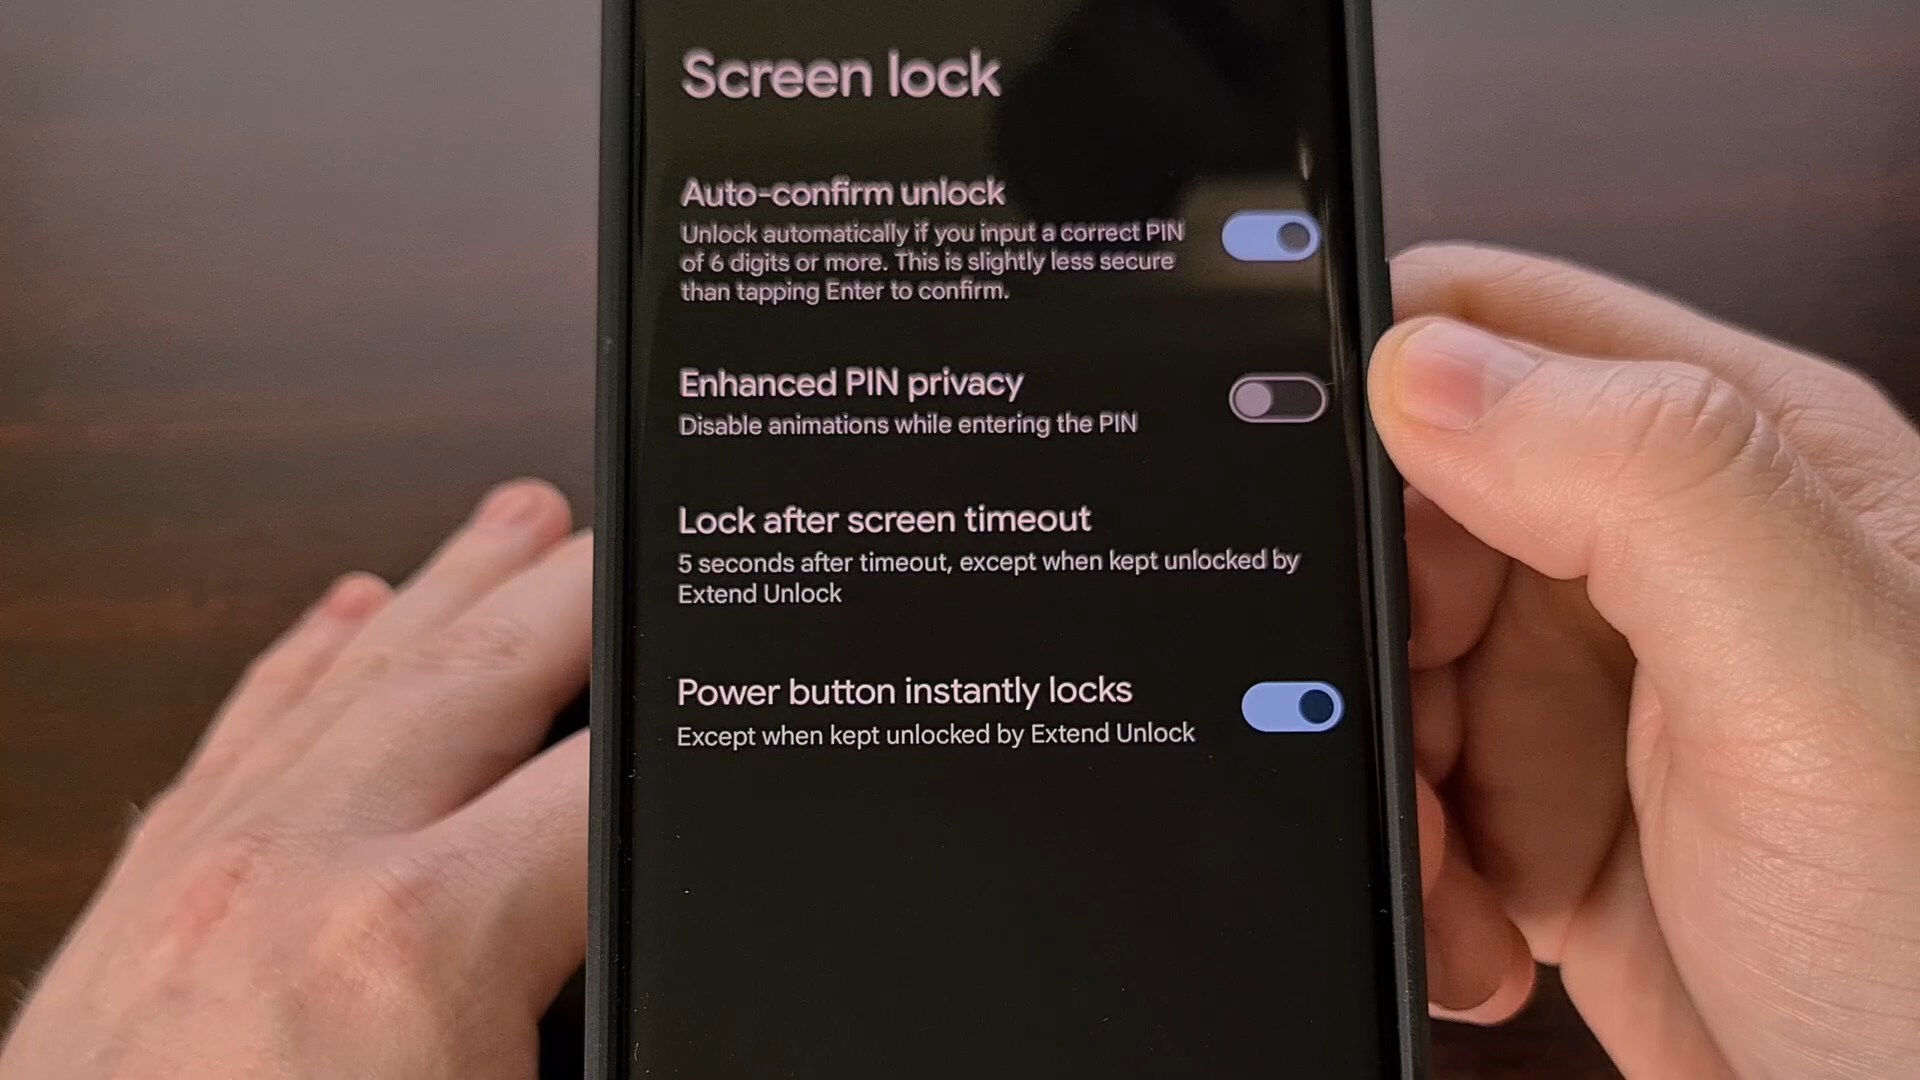 Screen lock
Auto-confirm unlock
Unlock automatically if you input a correct PIN
of 6 digits or more. This is slightly less secure
than tapping Enter to confirm.
Enhanced PIN privacy
Disable animations while entering the PIN
Lock after screen timeout
5 seconds after timeout, except when kept unlocked by
Extend Unlock
Power button instantly locks
Except when kept unlocked by Extend Unlock